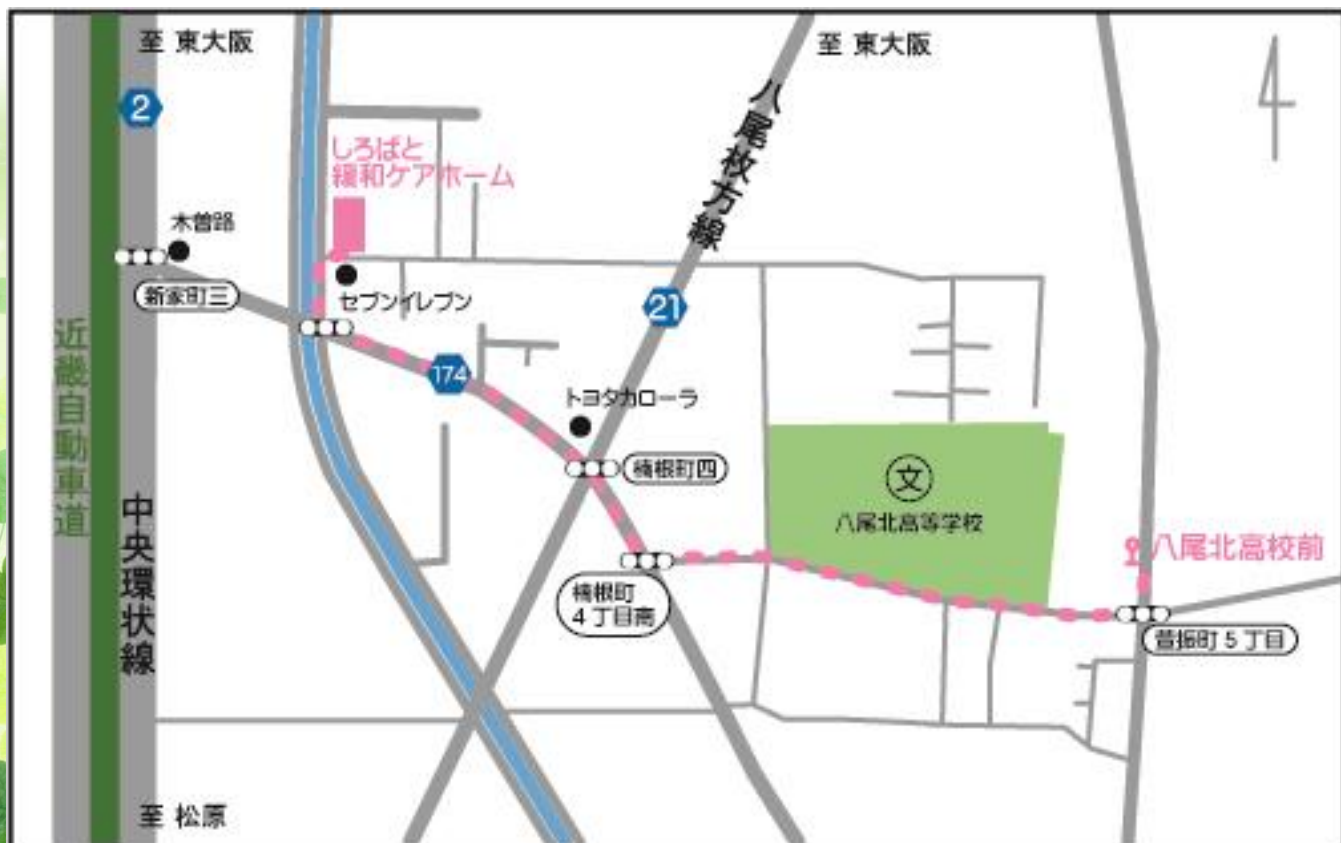 至 東大阪
至 東大阪
2
八尾枚方線
しろばと
緩和ケアホーム
木曽路
新家町三
セブンイレブン
21
近畿自動車道
174
トヨタカローラ
楠根町四
文
八尾北高等学校
中央環状線
八尾北高校前
楠根町
4丁目南
萱振町5丁目
至 松原